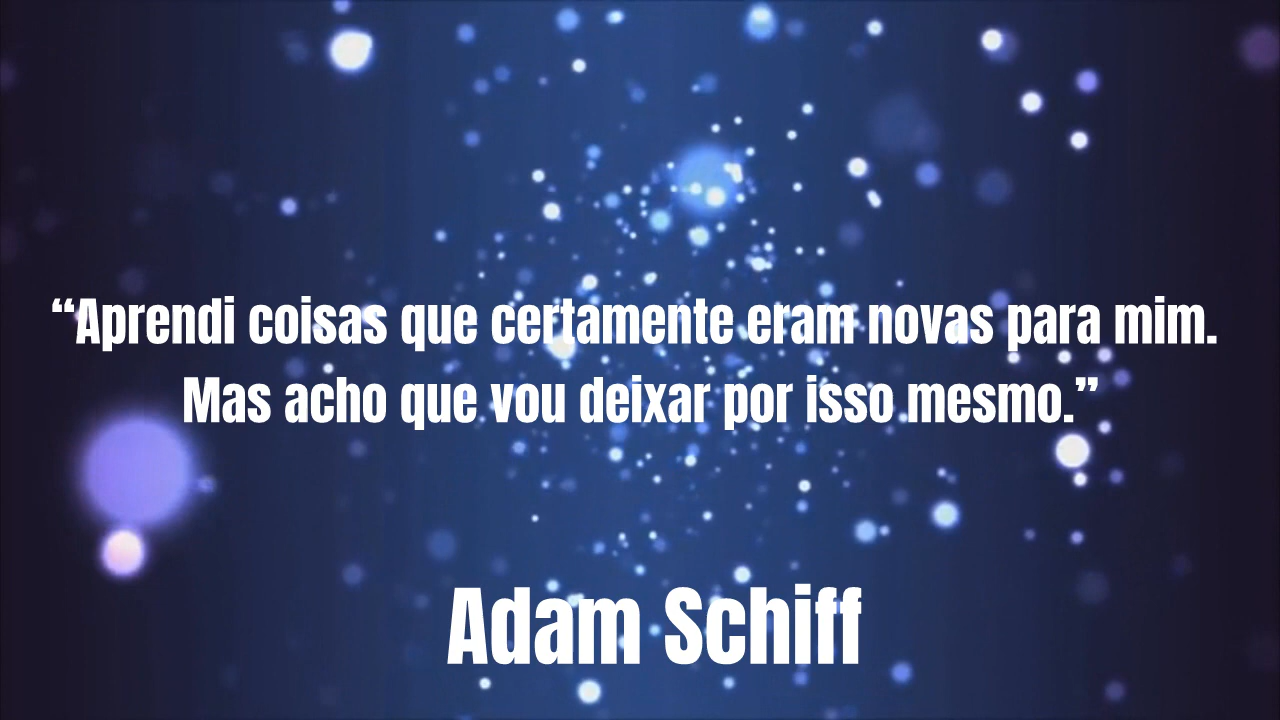 “Aprendi coisas que certamente eram novas para mim.
Mas acho que vou deixar por isso mesmo.”
Adam Schiff